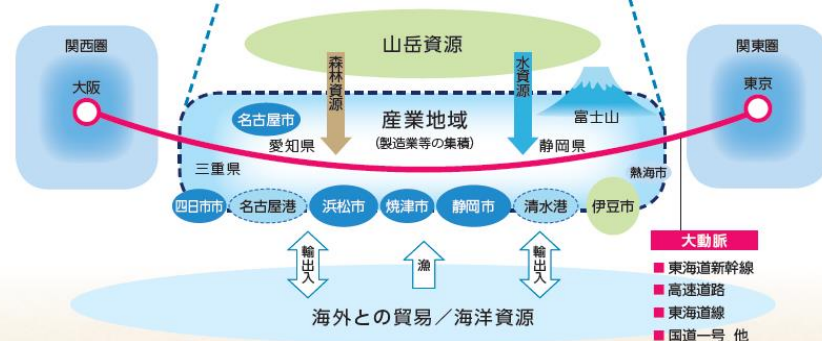 関西圏
大阪
山岳資源
関東圏
東京
森林資源
水資源
名古屋市
産業地域
(製造業等の集積)
富士山
愛知県
静岡県
三重県
熱海市
四日市市
名古屋港
浜松市
焼津市
静岡市
清水港
伊豆市
輸出入
漁
輸出入
大動脈
■ 東海道新幹線
■ 高速道路
■ 東海道線
■ 国道一号 他
海外との貿易/海洋資源